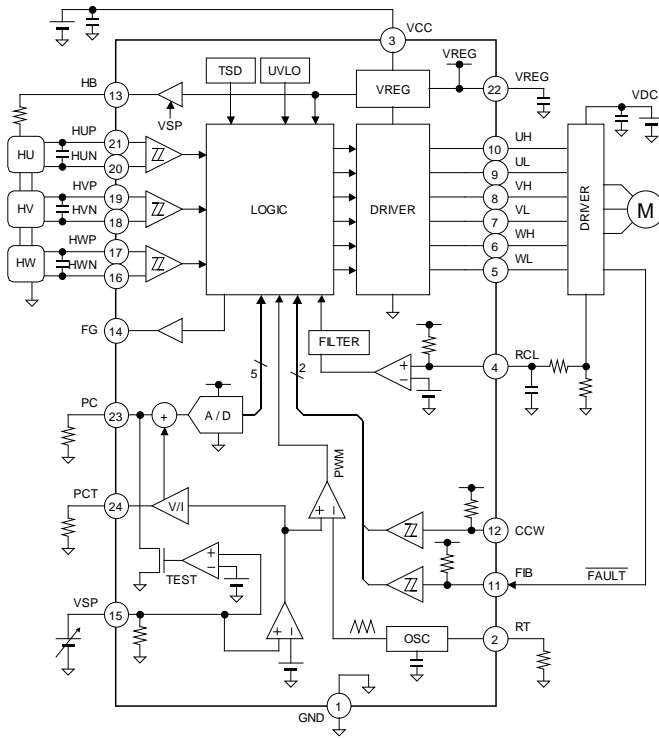 3
VCC
HB
13
VSP
TSD
UVLO
VREG
VREG
22
VREG
VDC
HUP
21
HU
HUN
20
HVP
19
HV
HVN
18
HWP
17
HW
HWN
16
LOGIC
DRIVER
10
UH
9
UL
8
VH
7
VL
6
WH
5
WL
DRIVER
M
FG
14
FILTER
5
2
+
−
4
RCL
PC
23
+
A / D
PWM
PCT
24
V/I
+
−
12
CCW
TEST
+
−
11
FIB
FAULT
VSP
15
+
−
OSC
2
RT
1
GND